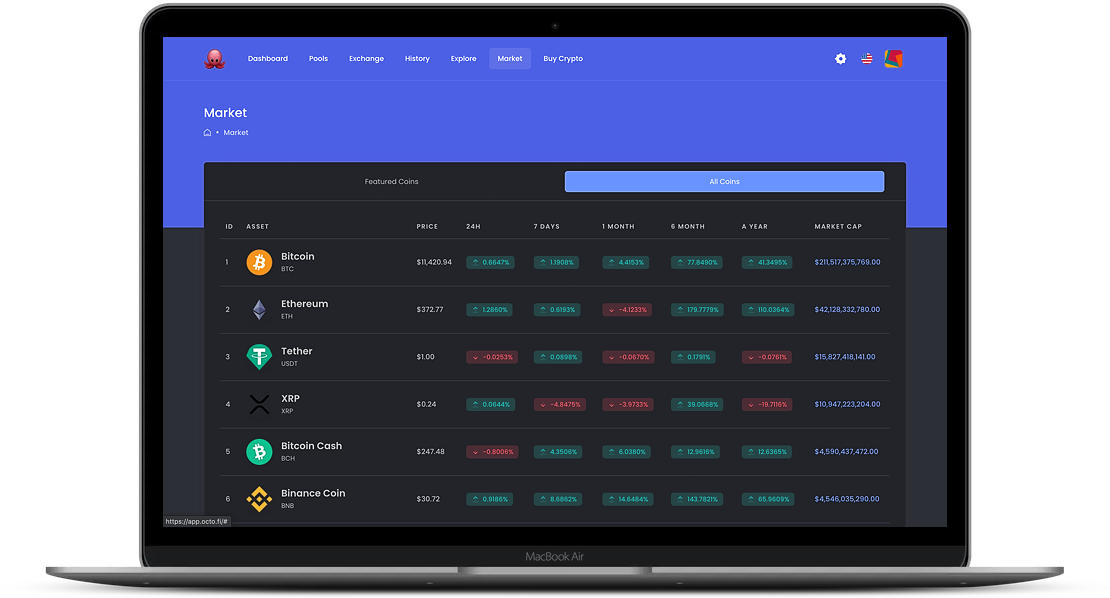 Dashboard Pools Exchange History Explore Market Buy Crypto
Market
• Market
Featured Coins All Coins
ID ASSET PRICE 24H 7 DAYS 1 MONTH 6 MONTH A YEAR MARKET CAP
1 Bitcoin BTC $11,420.94 0.6647% 1.1908% 4.4153% 77.8490% 41.3495% $211,517,375,769.00
2 Ethereum ETH $372.77 1.2860% 0.6193% -4.1233% 179.7779% 110.0364% $42,128,332,780.00
3 Tether USDT $1.00 -0.0253% 0.0898% -0.0670% 0.1791% -0.0761% $15,827,418,141.00
4 XRP XRP $0.24 0.0644% -4.8475% -3.9733% 39.0668% -19.7116% $10,947,223,204.00
5 Bitcoin Cash BCH $247.48 -0.8006% 4.3506% 6.0380% 12.9616% 12.6365% $4,590,437,472.00
6 Binance Coin BNB $30.72 0.9186% 8.6862% 14.6484% 143.7821% 65.9609% $4,546,035,290.00
https://app.octo.fi/#
MacBook Air